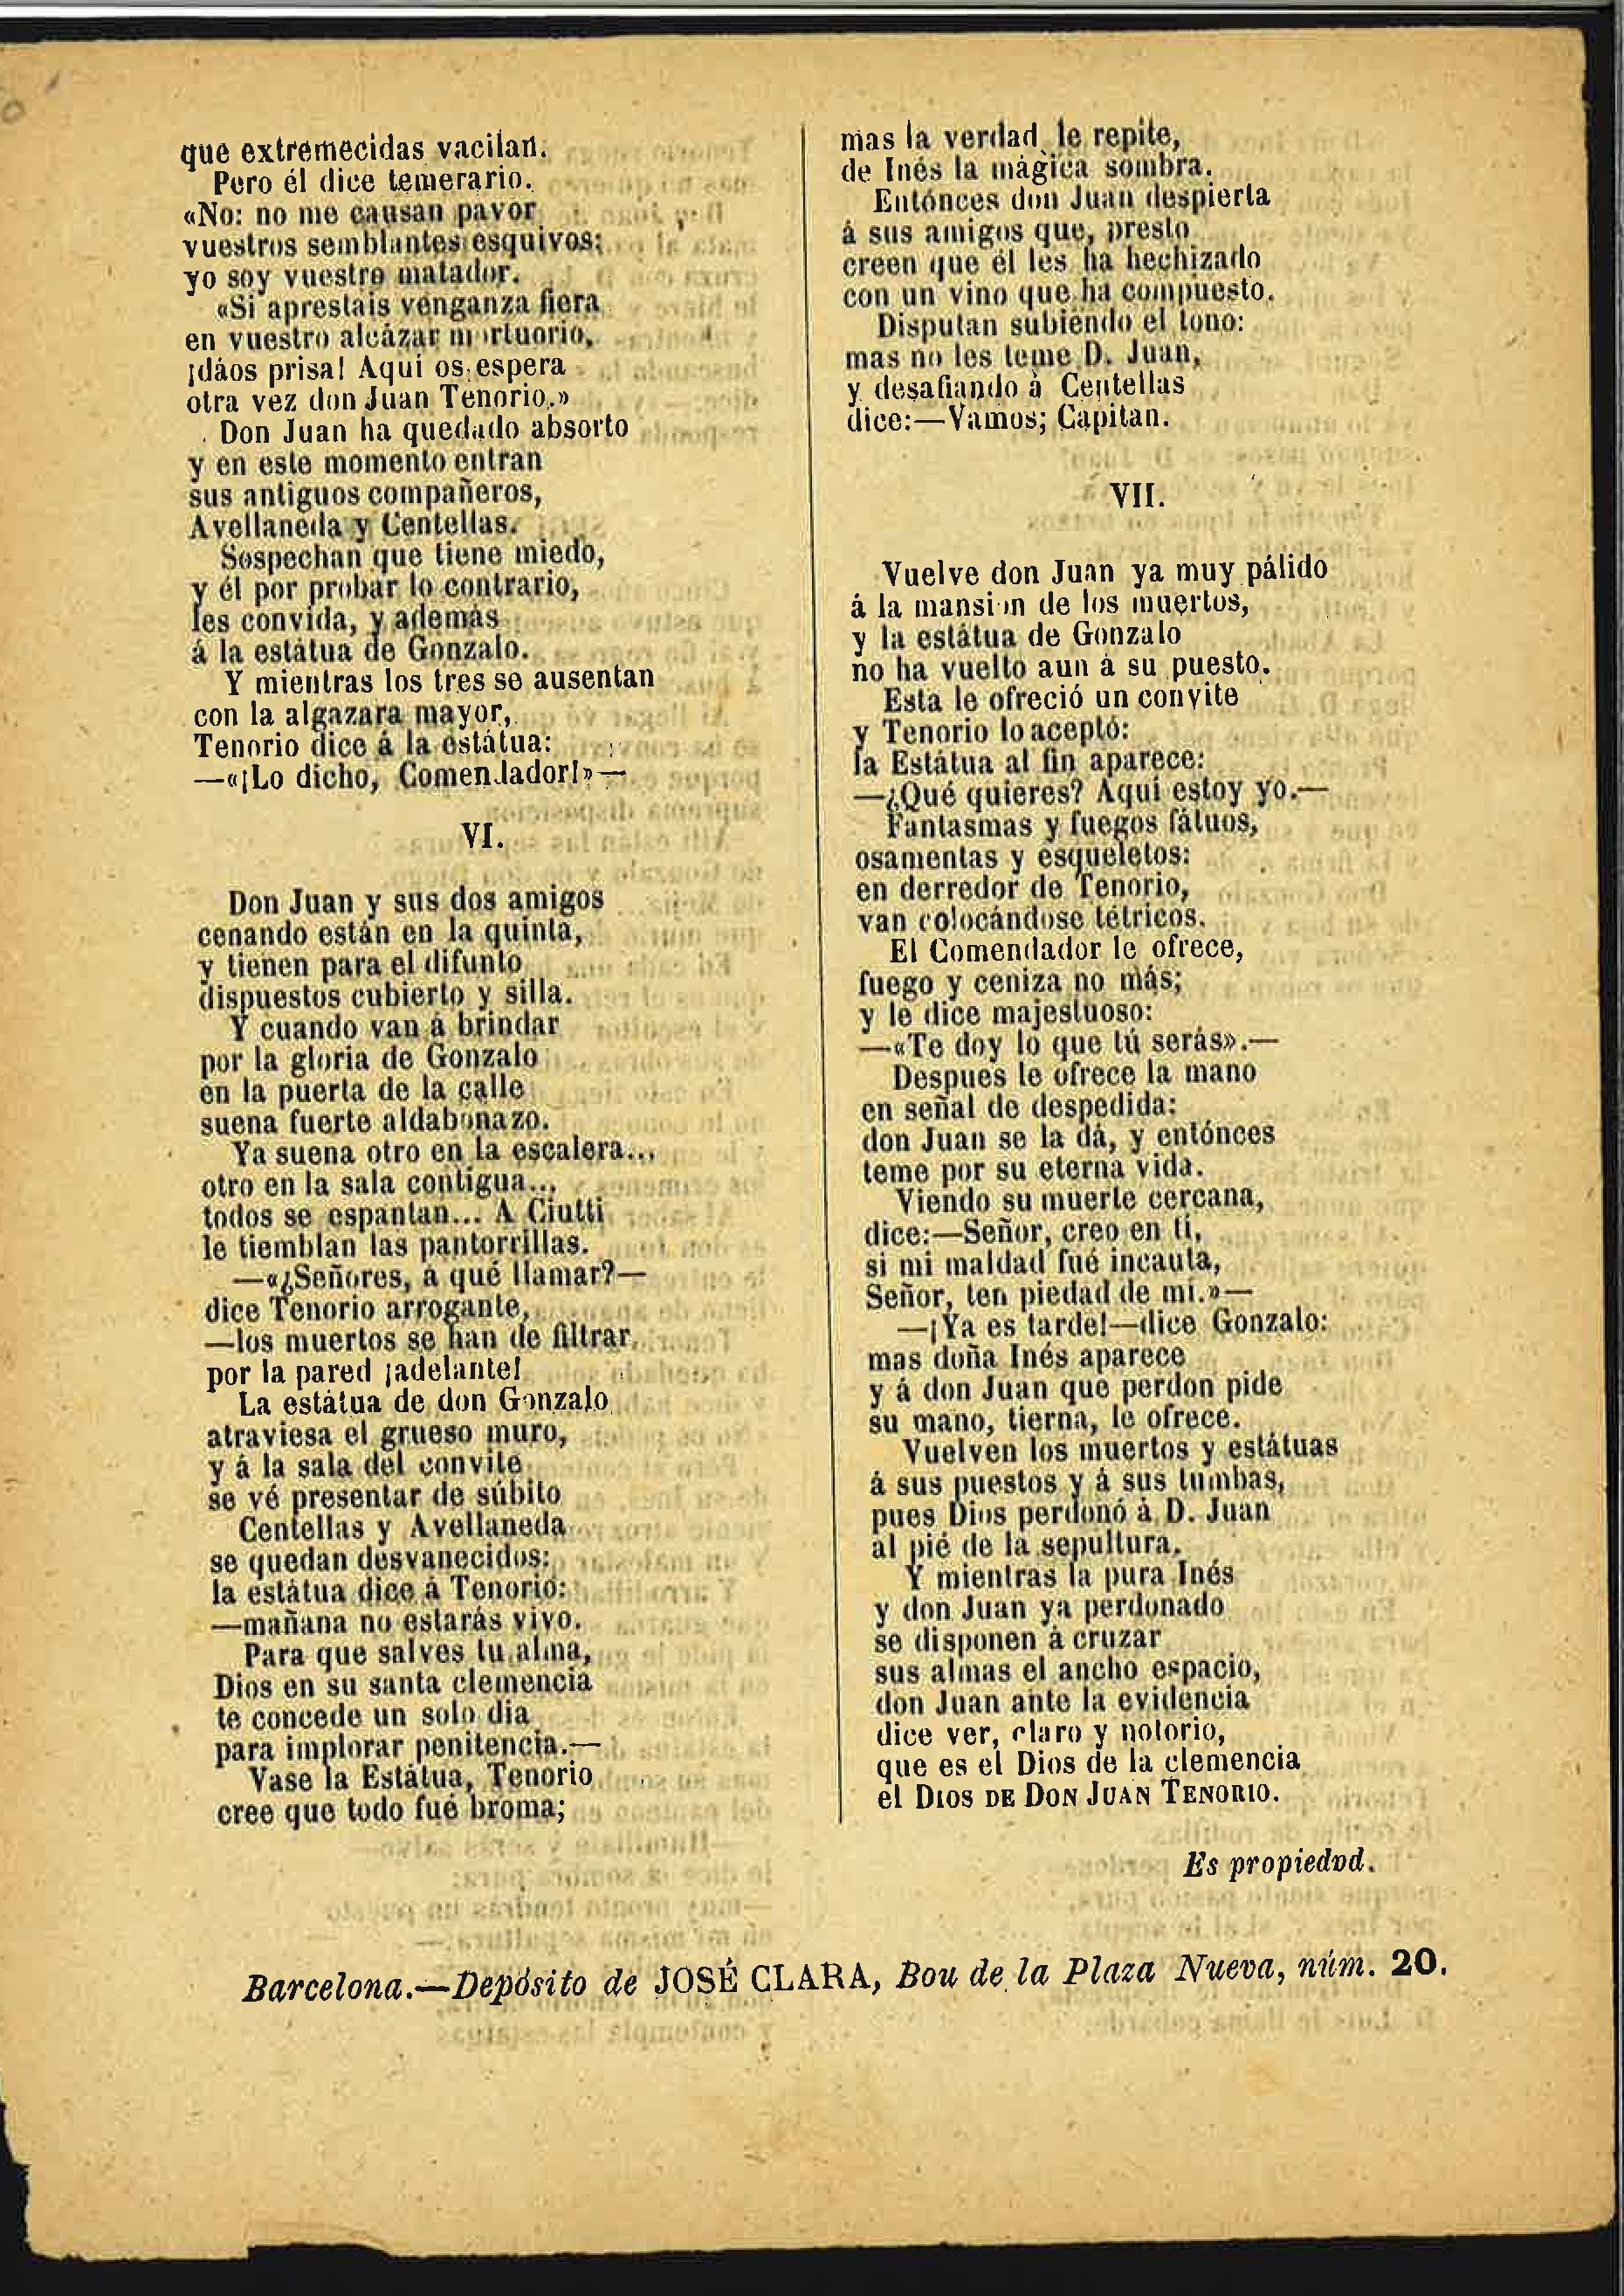 que extremecidas vacilan.
Pero él dice temerario.
«No: no me causan pavor
vuestros semblantes esquivos;
yo soy vuestro matador.
«Si aprestais venganza fiera
en vuestro alcázar mortuorio,
¡dáos prisa! Aquí os espera
otra vez don Juan Tenorio.»
Don Juan ha quedado absorto
y en este momento entran
sus antiguos compañeros,
Avellaneda y Centellas.
Sospechan que tiene miedo,
y él por probar lo contrario,
les convida, y además
á la estátua de Gonzalo.
Y mientras los tres se ausentan
con la algazara mayor,
Tenorio dice á la estátua:
—«¡Lo dicho, Comendador!»—
VI.
Don Juan y sus dos amigos
cenando están en la quinta,
y tienen para el difunto
dispuestos cubierto y silla.
Y cuando van á brindar
por la gloria de Gonzalo
en la puerta de la calle
suena fuerte aldabonazo.
Ya suena otro en la escalera...
otro en la sala contigua...
todos se espantan... A Ciutti
le tiemblan las pantorrillas.
—«¿Señores, á qué llamar?—
dice Tenorio arrogante,
—los muertos se han de filtrar
por la pared ¡adelante!
La estátua de don Gonzalo
atraviesa el grueso muro,
y á la sala del convite
se vé presentar de súbito
Centellas y Avellaneda
se quedan desvanecidos:
la estátua dice á Tenorio:
—mañana no estarás vivo.
Para que salves tu alma,
Dios en su santa clemencia
te concede un solo dia
para implorar penitencia.—
Vase la Estátua, Tenorio
cree que todo fué broma;
mas la verdad le repite,
de Inés la mágica sombra.
Entónces don Juan despierta
á sus amigos que, presto
creen que él les ha hechizado
con un vino que ha compuesto.
Disputan subiendo el tono:
mas no les teme D. Juan,
y desafiando á Centellas
dice:—Vamos; Capitan.
VII.
Vuelve don Juan ya muy pálido
á la mansion de los muertos,
y la estátua de Gonzalo
no ha vuelto aun á su puesto.
Esta le ofreció un convite
y Tenorio lo aceptó:
la Estátua al fin aparece:
—¿Qué quieres? Aquí estoy yo.—
Fantasmas y fuegos fátuos,
osamentas y esqueletos:
en derredor de Tenorio,
van colocándose tétricos.
El Comendador le ofrece,
fuego y ceniza no más;
y le dice majestuoso:
—«Te doy lo que tú serás».—
Despues le ofrece la mano
en señal de despedida:
don Juan se la dá, y entónces
teme por su eterna vida.
Viendo su muerte cercana,
dice:—Señor, creo en ti,
si mi maldad fué incauta,
Señor, ten piedad de mí.»—
—¡Ya es tarde!—dice Gonzalo:
mas doña Inés aparece
y á don Juan que perdon pide
su mano, tierna, le ofrece.
Vuelven los muertos y estátuas
á sus puestos y á sus tumbas,
pues Dios perdonó á D. Juan
al pié de la sepultura.
Y mientras la pura Inés
y don Juan ya perdonado
se disponen á cruzar
sus almas el ancho espacio,
don Juan ante la evidencia
dice ver, claro y notorio,
que es el Dios de la clemencia
el DIOS DE DON JUAN TENORIO.
Es propiedvd.
Barcelona.—Depósito de JOSÉ CLARA, Bou de la Plaza Nueva, núm. 20.